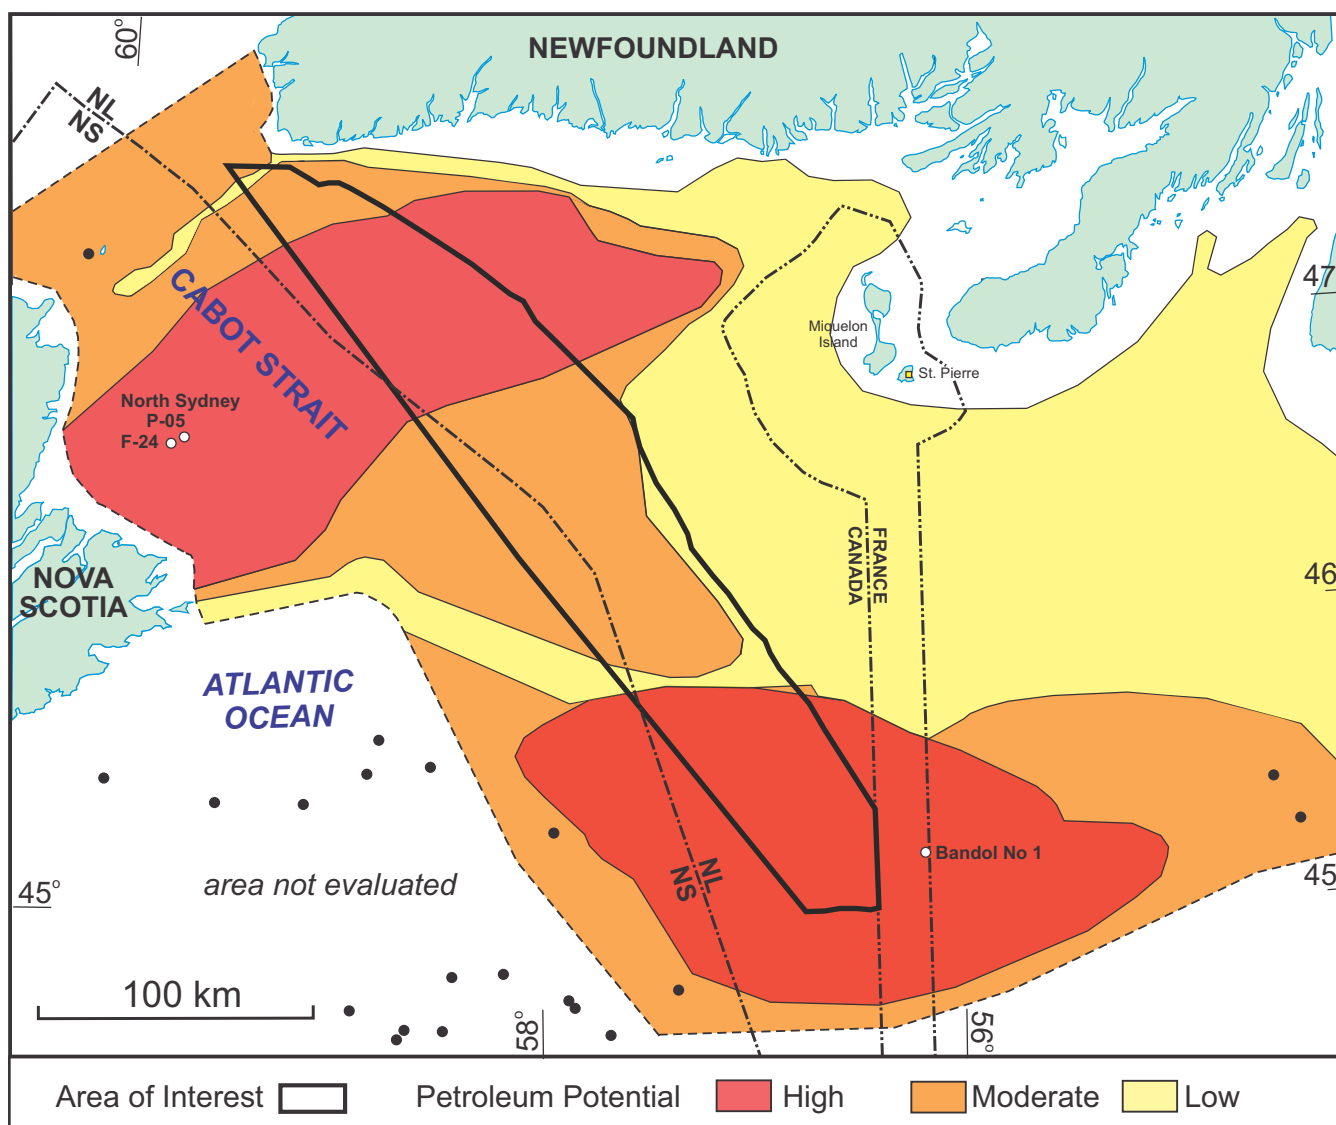 60°
NEWFOUNDLAND
NL
NS
47
CABOT STRAIT
Miquelon
Island
St. Pierre
North Sydney
P-05
F-24
FRANCE
CANADA
46
NOVA
SCOTIA
ATLANTIC
OCEAN
Bandol No 1
NL
NS
area not evaluated
45°
45
100 km
58°
56°
Area of Interest
Petroleum Potential
High
Moderate
Low